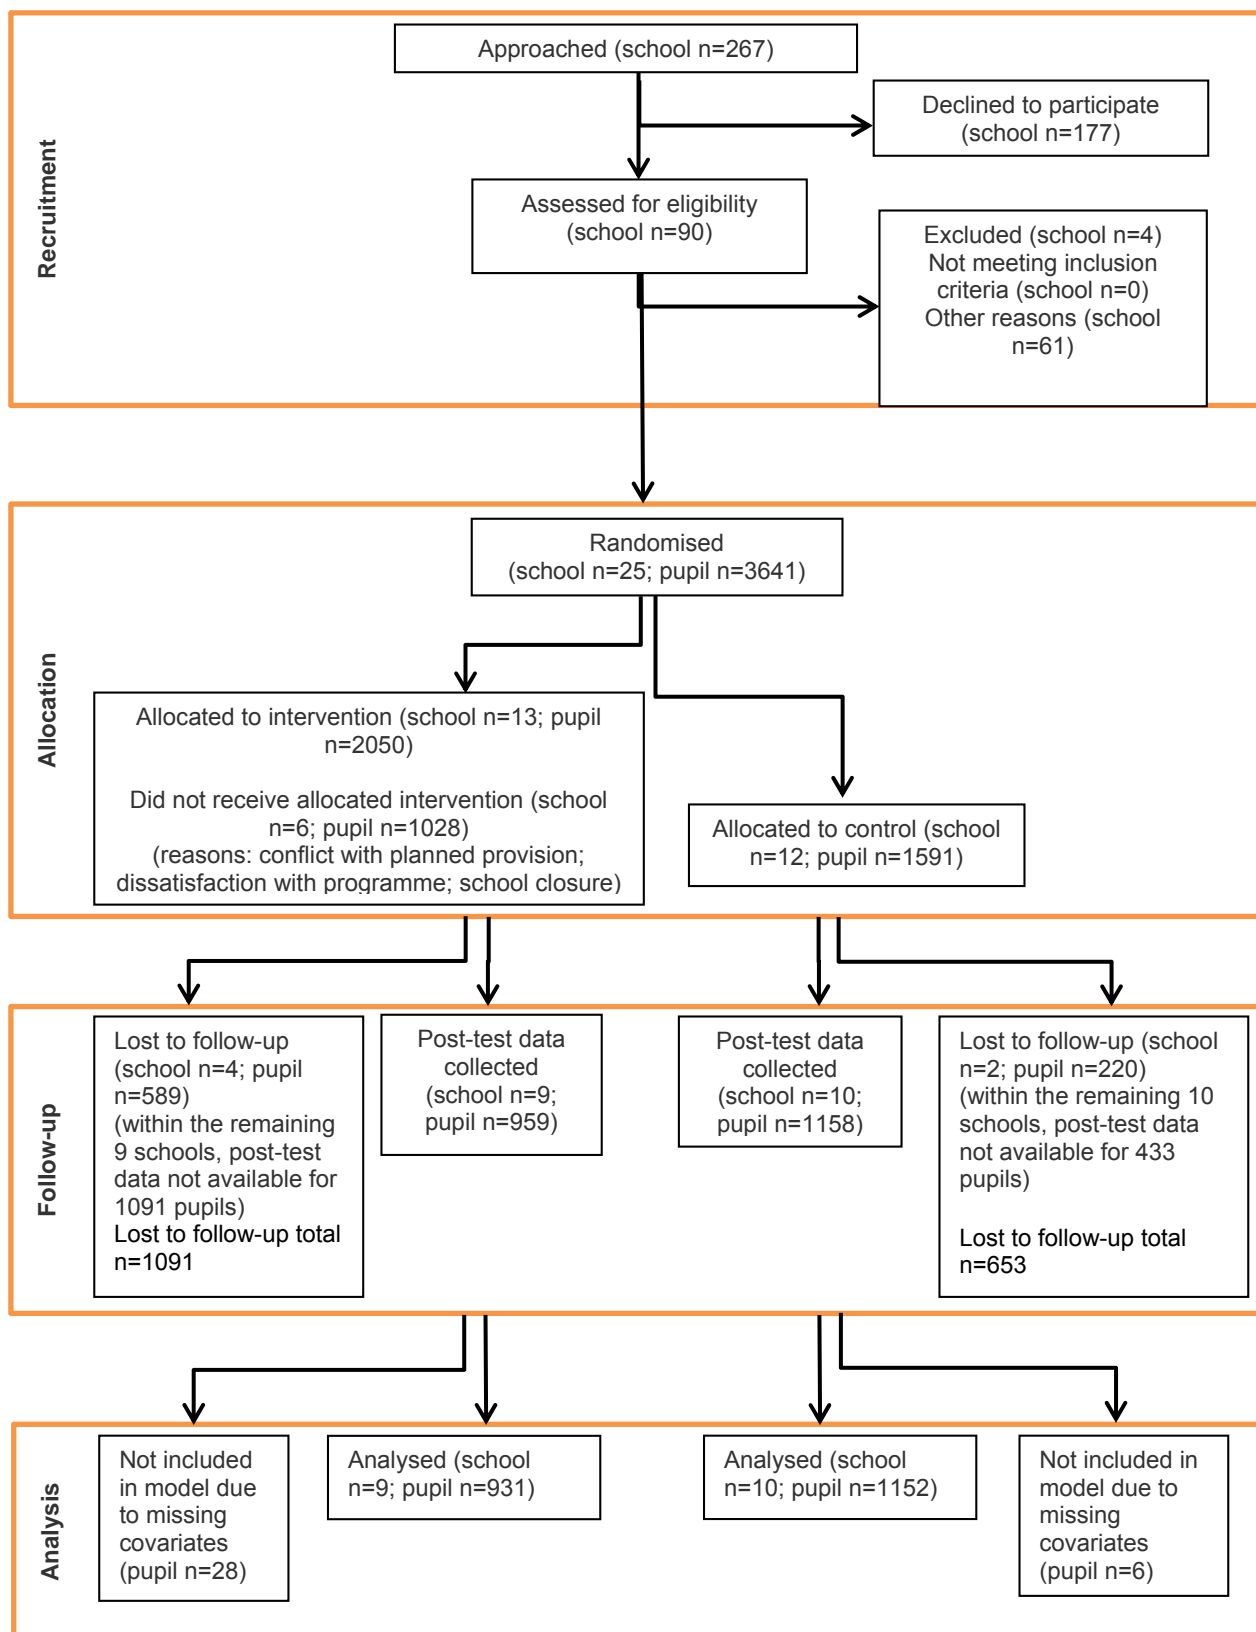 Recruitment
Approached (school n=267)
Declined to participate
(school n=177)
Assessed for eligibility
(school n=90)
Excluded (school n=4)
Not meeting inclusion
criteria (school n=0)
Other reasons (school
n=61)
Allocation
Randomised
(school n=25; pupil n=3641)
Allocated to intervention (school n=13; pupil
n=2050)
Did not receive allocated intervention (school
n=6; pupil n=1028)
(reasons: conflict with planned provision;
dissatisfaction with programme; school closure)
Allocated to control (school
n=12; pupil n=1591)
Follow-up
Lost to follow-up
(school n=4; pupil
n=589)
(within the remaining
9 schools, post-test
data not available for
1091 pupils)
Lost to follow-up total
n=1091
Post-test data
collected
(school n=9;
pupil n=959)
Post-test data
collected
(school n=10;
pupil n=1158)
Lost to follow-up (school
n=2; pupil n=220)
(within the remaining 10
schools, post-test data
not available for 433
pupils)
Lost to follow-up total
n=653
Analysis
Not included
in model due
to missing
covariates
(pupil n=28)
Analysed (school
n=9; pupil n=931)
Analysed (school
n=10; pupil n=1152)
Not included in
model due to
missing
covariates
(pupil n=6)